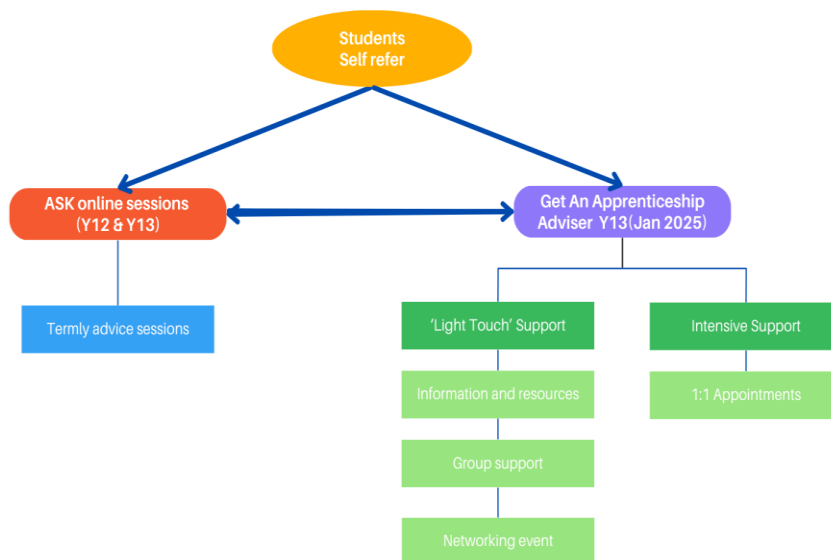 Students
Self refer
ASK online sessions
(Y12 & Y13)
Get An Apprenticeship
Adviser Y13(Jan 2025)
Termly advice sessions
'Light Touch' Support
Intensive Support
Information and resources
1:1 Appointments
Group support
Networking event